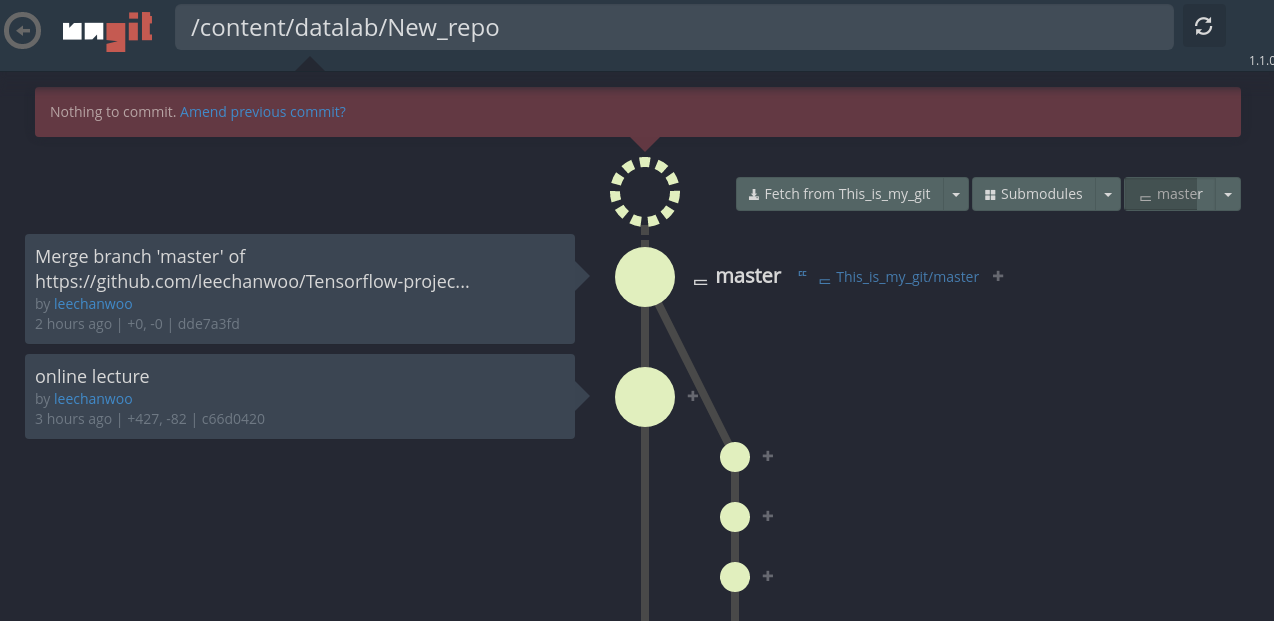 ungit
/content/datalab/New_repo
1.1.0
Nothing to commit. Amend previous commit?
Fetch from This_is_my_git
Submodules
master
Merge branch 'master' of
https://github.com/leechanwoo/Tensorflow-projec...
by leechanwoo
2 hours ago | +0, -0 | dde7a3fd
master
This_is_my_git/master
online lecture
by leechanwoo
3 hours ago | +427, -82 | c66d0420